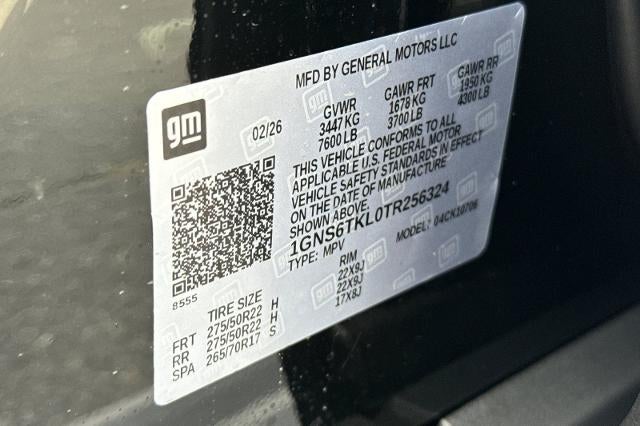 gm
MFD BY GENERAL MOTORS LLC
02/26
GVWR GAWR FRT GAWR RR
3447 KG 1678 KG 1950 KG
7600 LB 3700 LB 4300 LB
THIS VEHICLE CONFORMS TO ALL
APPLICABLE U.S. FEDERAL MOTOR
VEHICLE SAFETY STANDARDS IN EFFECT
ON THE DATE OF MANUFACTURE
SHOWN ABOVE.
1GNS6TKL0TR256324
TYPE: MPV MODEL: 04CK10706
8555
TIRE SIZE RIM
FRT 275/50R22 H 22X9J
RR 275/50R22 H 22X9J
SPA 265/70R17 S 17X8J